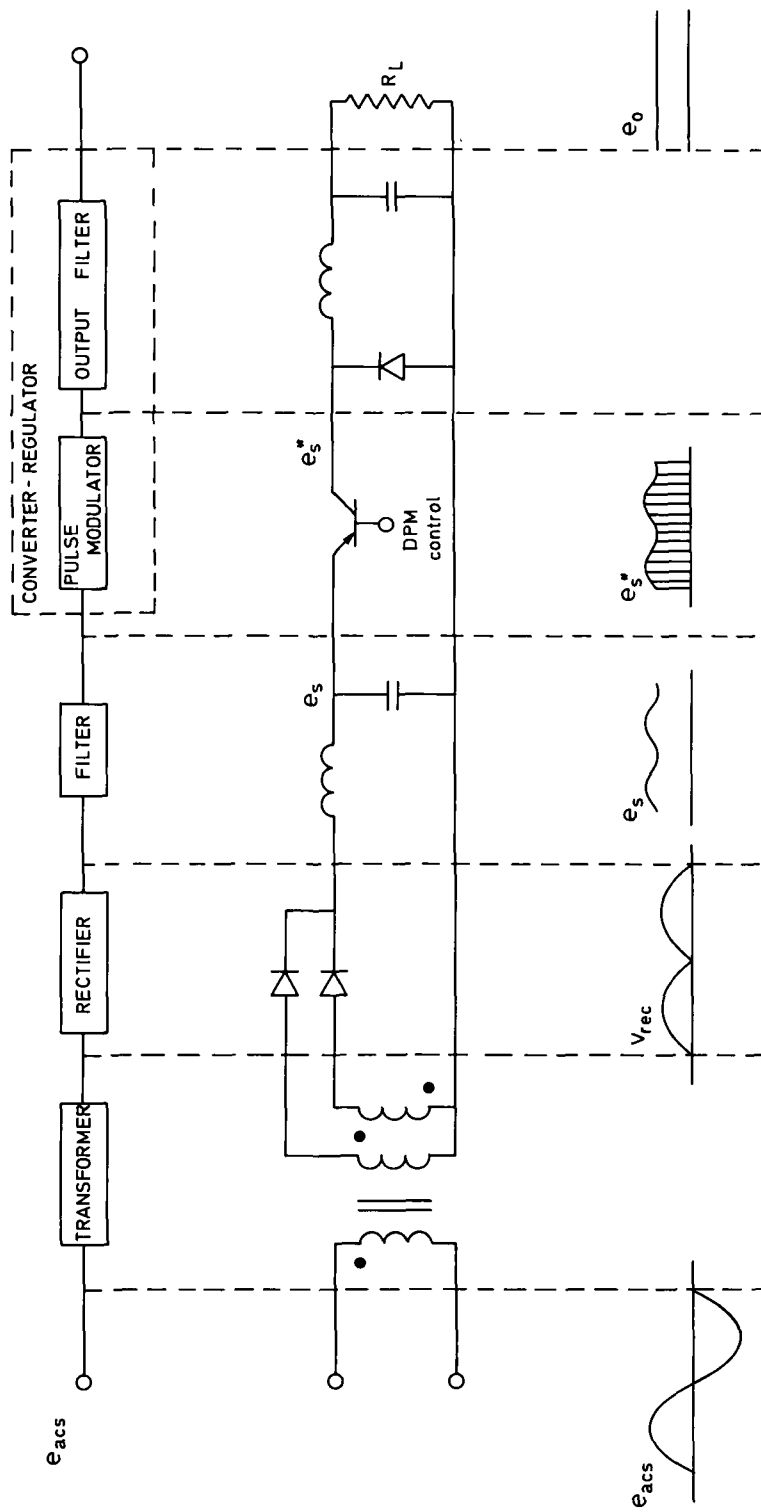 CONVERTER-REGULATOR
TRANSFORMER
RECTIFIER
FILTER
PULSE
MODULATOR
OUTPUT FILTER
e_acs
e_s
e_s*
DPM
control
R_L
e_acs
v_rec
e_s
e_s*
e_o